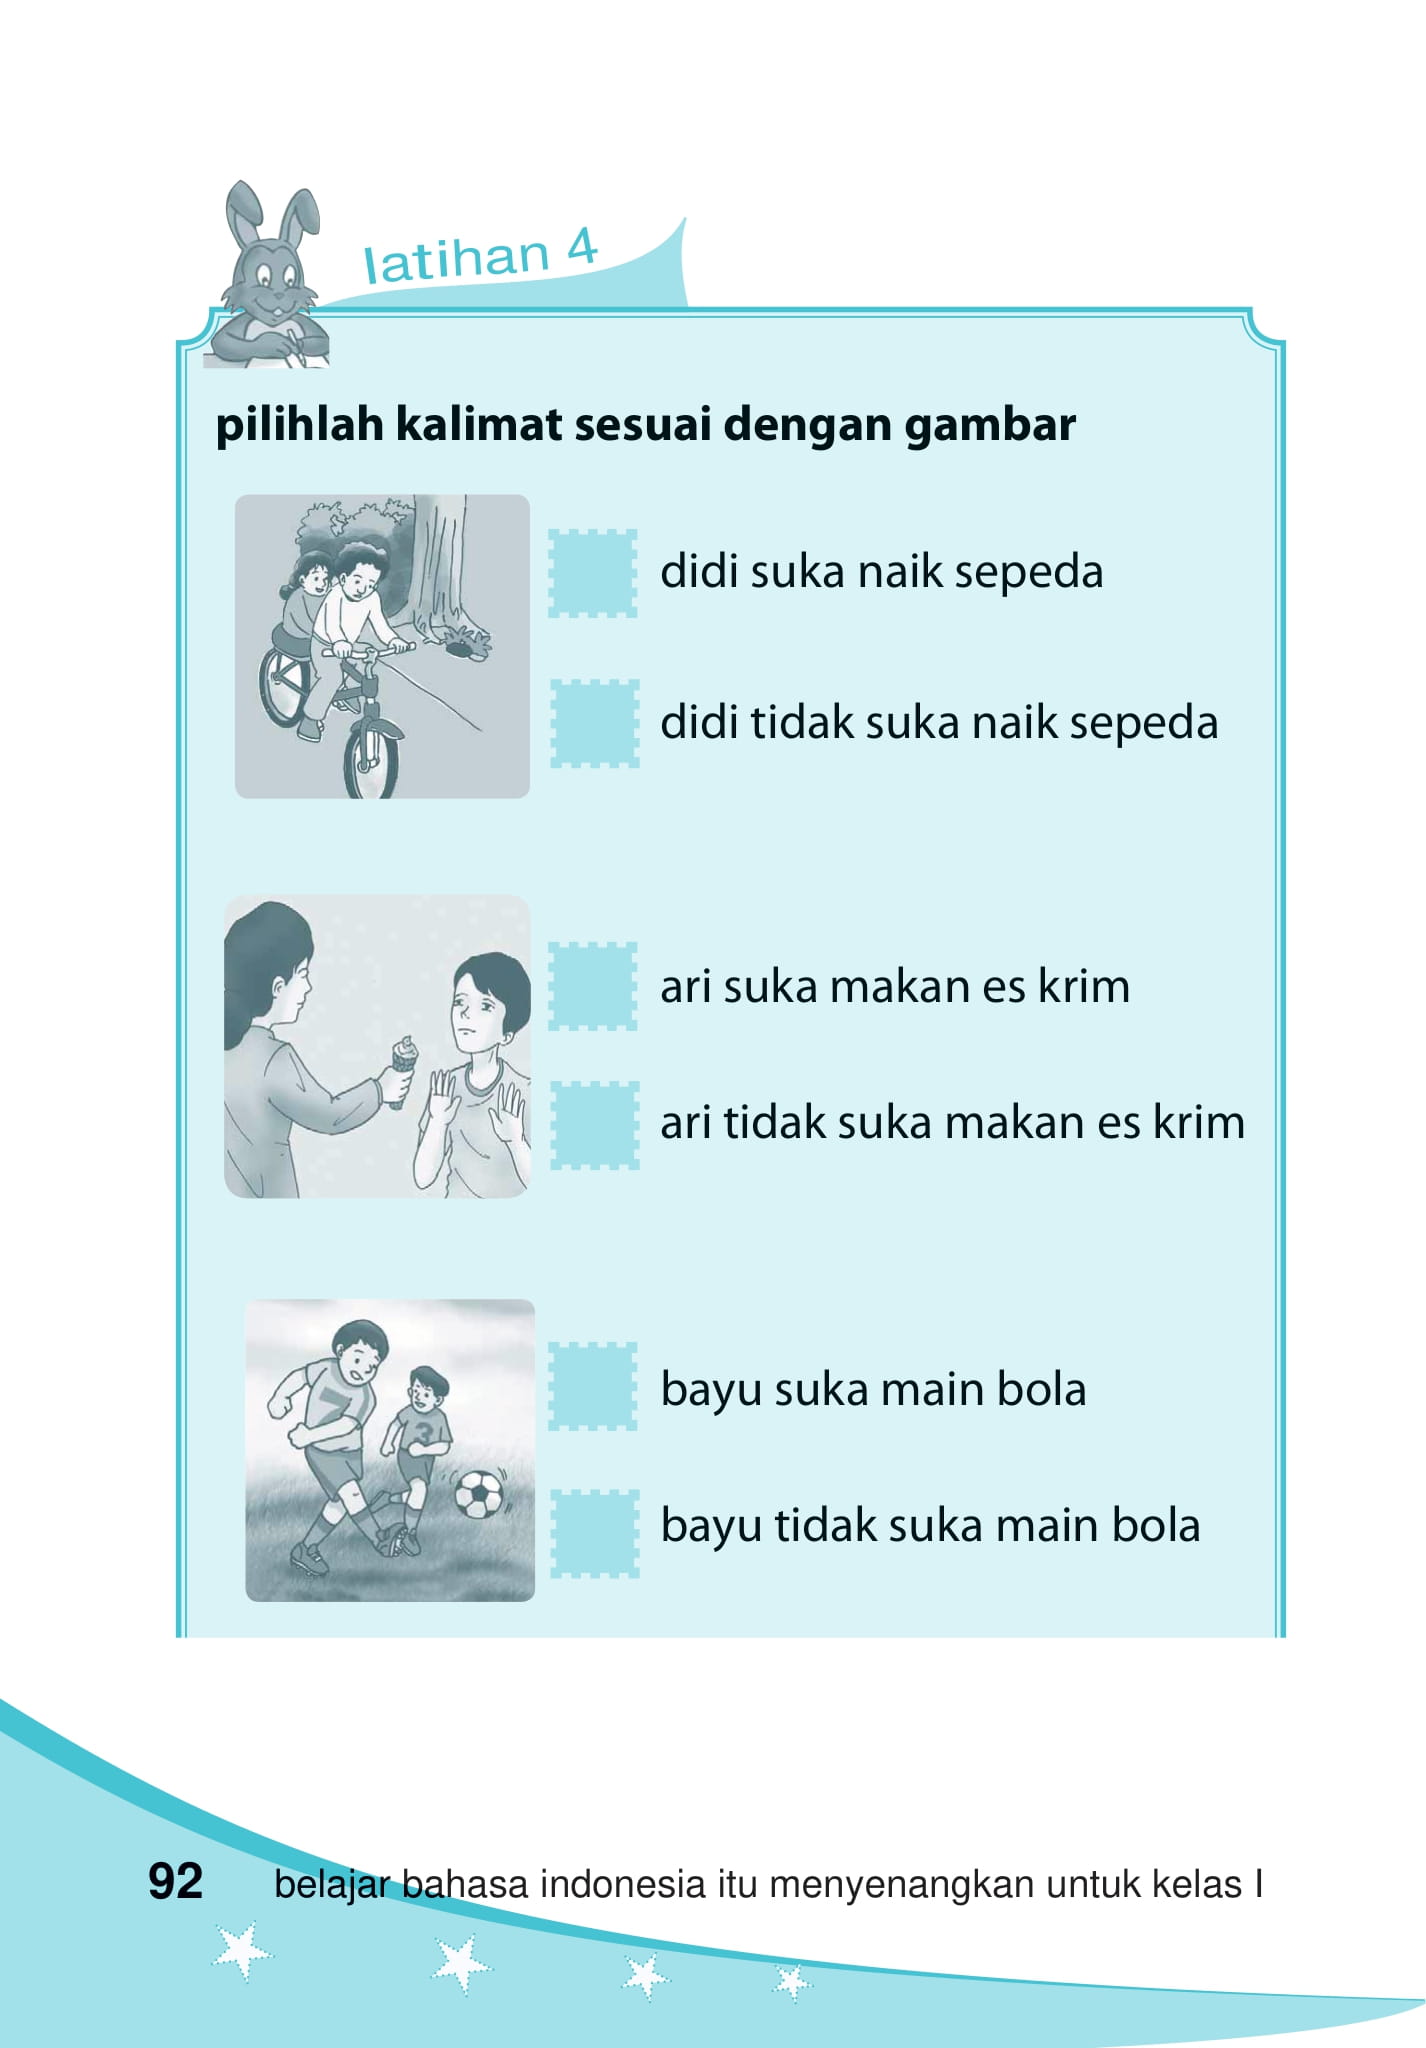 latihan 4
pilihlah kalimat sesuai dengan gambar
didi suka naik sepeda
didi tidak suka naik sepeda
ari suka makan es krim
ari tidak suka makan es krim
7
3
bayu suka main bola
bayu tidak suka main bola
92 belajar bahasa indonesia itu menyenangkan untuk kelas I